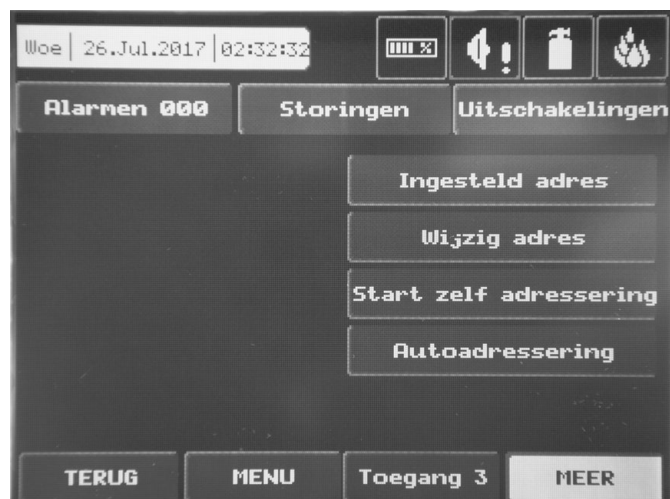 Woe 26.Jul.2017 02:32:32
Alarmen 000 Storingen Uitschakelingen
Ingesteld adres
Wijzig adres
Start zelf adressering
Autoadressering
TERUG MENU Toegang 3 MEER